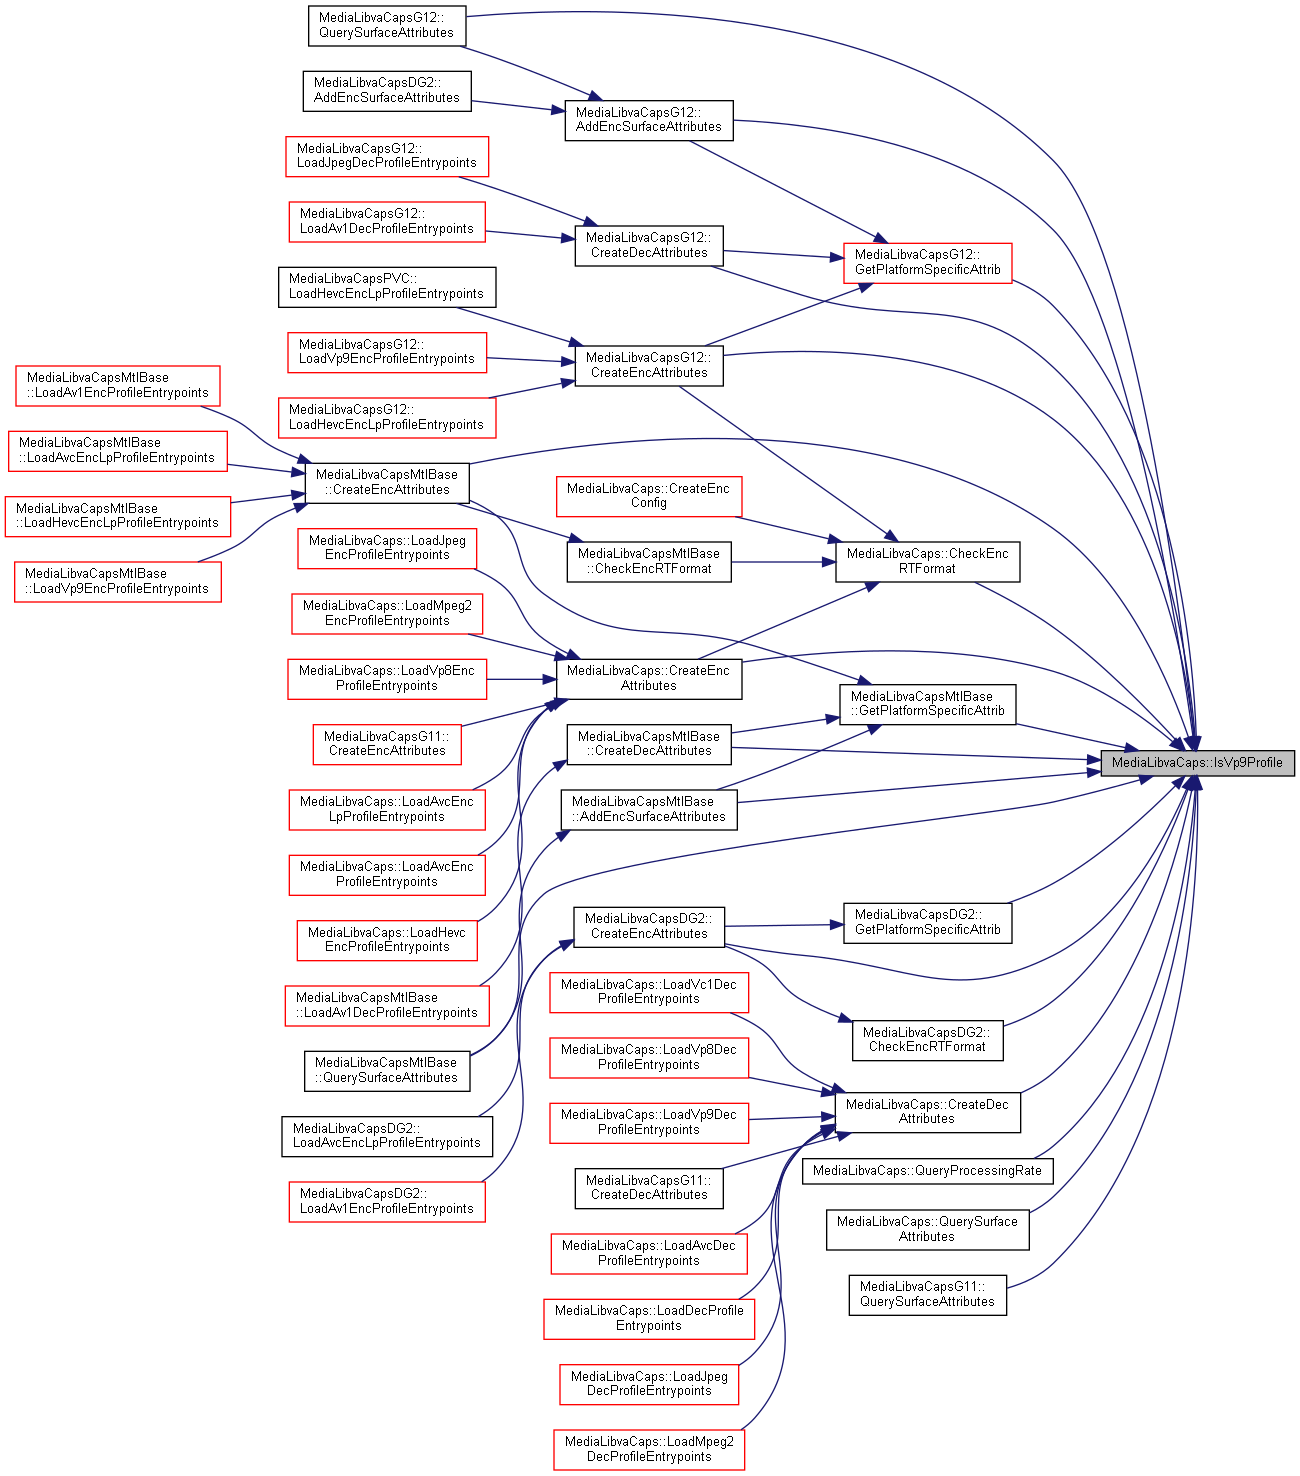 MediaLibvaCapsG12::
QuerySurfaceAttributes
MediaLibvaCapsDG2::
AddEncSurfaceAttributes
MediaLibvaCapsG12::
AddEncSurfaceAttributes
MediaLibvaCapsG12::
LoadJpegDecProfileEntrypoints
MediaLibvaCapsG12::
LoadAv1DecProfileEntrypoints
MediaLibvaCapsG12::
CreateDecAttributes
MediaLibvaCapsG12::
GetPlatformSpecificAttrib
MediaLibvaCapsPVC::
LoadHevcEncLpProfileEntrypoints
MediaLibvaCapsG12::
LoadVp9EncProfileEntrypoints
MediaLibvaCapsG12::
CreateEncAttributes
MediaLibvaCapsMtlBase
::LoadAv1EncProfileEntrypoints
MediaLibvaCapsG12::
LoadHevcEncLpProfileEntrypoints
MediaLibvaCapsMtlBase
::LoadAvcEncLpProfileEntrypoints
MediaLibvaCapsMtlBase
::CreateEncAttributes
MediaLibvaCaps::CreateEnc
Config
MediaLibvaCapsMtlBase
::LoadHevcEncLpProfileEntrypoints
MediaLibvaCaps::LoadJpeg
EncProfileEntrypoints
MediaLibvaCapsMtlBase
::CheckEncRTFormat
MediaLibvaCaps::CheckEnc
RTFormat
MediaLibvaCapsMtlBase
::LoadVp9EncProfileEntrypoints
MediaLibvaCaps::LoadMpeg2
EncProfileEntrypoints
MediaLibvaCaps::LoadVp8Enc
ProfileEntrypoints
MediaLibvaCaps::CreateEnc
Attributes
MediaLibvaCapsMtlBase
::GetPlatformSpecificAttrib
MediaLibvaCapsG11::
CreateEncAttributes
MediaLibvaCapsMtlBase
::CreateDecAttributes
MediaLibvaCaps::IsVp9Profile
MediaLibvaCaps::LoadAvcEnc
LpProfileEntrypoints
MediaLibvaCapsMtlBase
::AddEncSurfaceAttributes
MediaLibvaCaps::LoadAvcEnc
ProfileEntrypoints
MediaLibvaCaps::LoadHevc
EncProfileEntrypoints
MediaLibvaCapsDG2::
CreateEncAttributes
MediaLibvaCapsDG2::
GetPlatformSpecificAttrib
MediaLibvaCapsMtlBase
::LoadAv1DecProfileEntrypoints
MediaLibvaCaps::LoadVc1Dec
ProfileEntrypoints
MediaLibvaCapsDG2::
CheckEncRTFormat
MediaLibvaCapsMtlBase
::QuerySurfaceAttributes
MediaLibvaCaps::LoadVp8Dec
ProfileEntrypoints
MediaLibvaCapsDG2::
LoadAvcEncLpProfileEntrypoints
MediaLibvaCaps::LoadVp9Dec
ProfileEntrypoints
MediaLibvaCaps::CreateDec
Attributes
MediaLibvaCapsDG2::
LoadAv1EncProfileEntrypoints
MediaLibvaCapsG11::
CreateDecAttributes
MediaLibvaCaps::QueryProcessingRate
MediaLibvaCaps::QuerySurface
Attributes
MediaLibvaCaps::LoadAvcDec
ProfileEntrypoints
MediaLibvaCapsG11::
QuerySurfaceAttributes
MediaLibvaCaps::LoadDecProfile
Entrypoints
MediaLibvaCaps::LoadJpeg
DecProfileEntrypoints
MediaLibvaCaps::LoadMpeg2
DecProfileEntrypoints